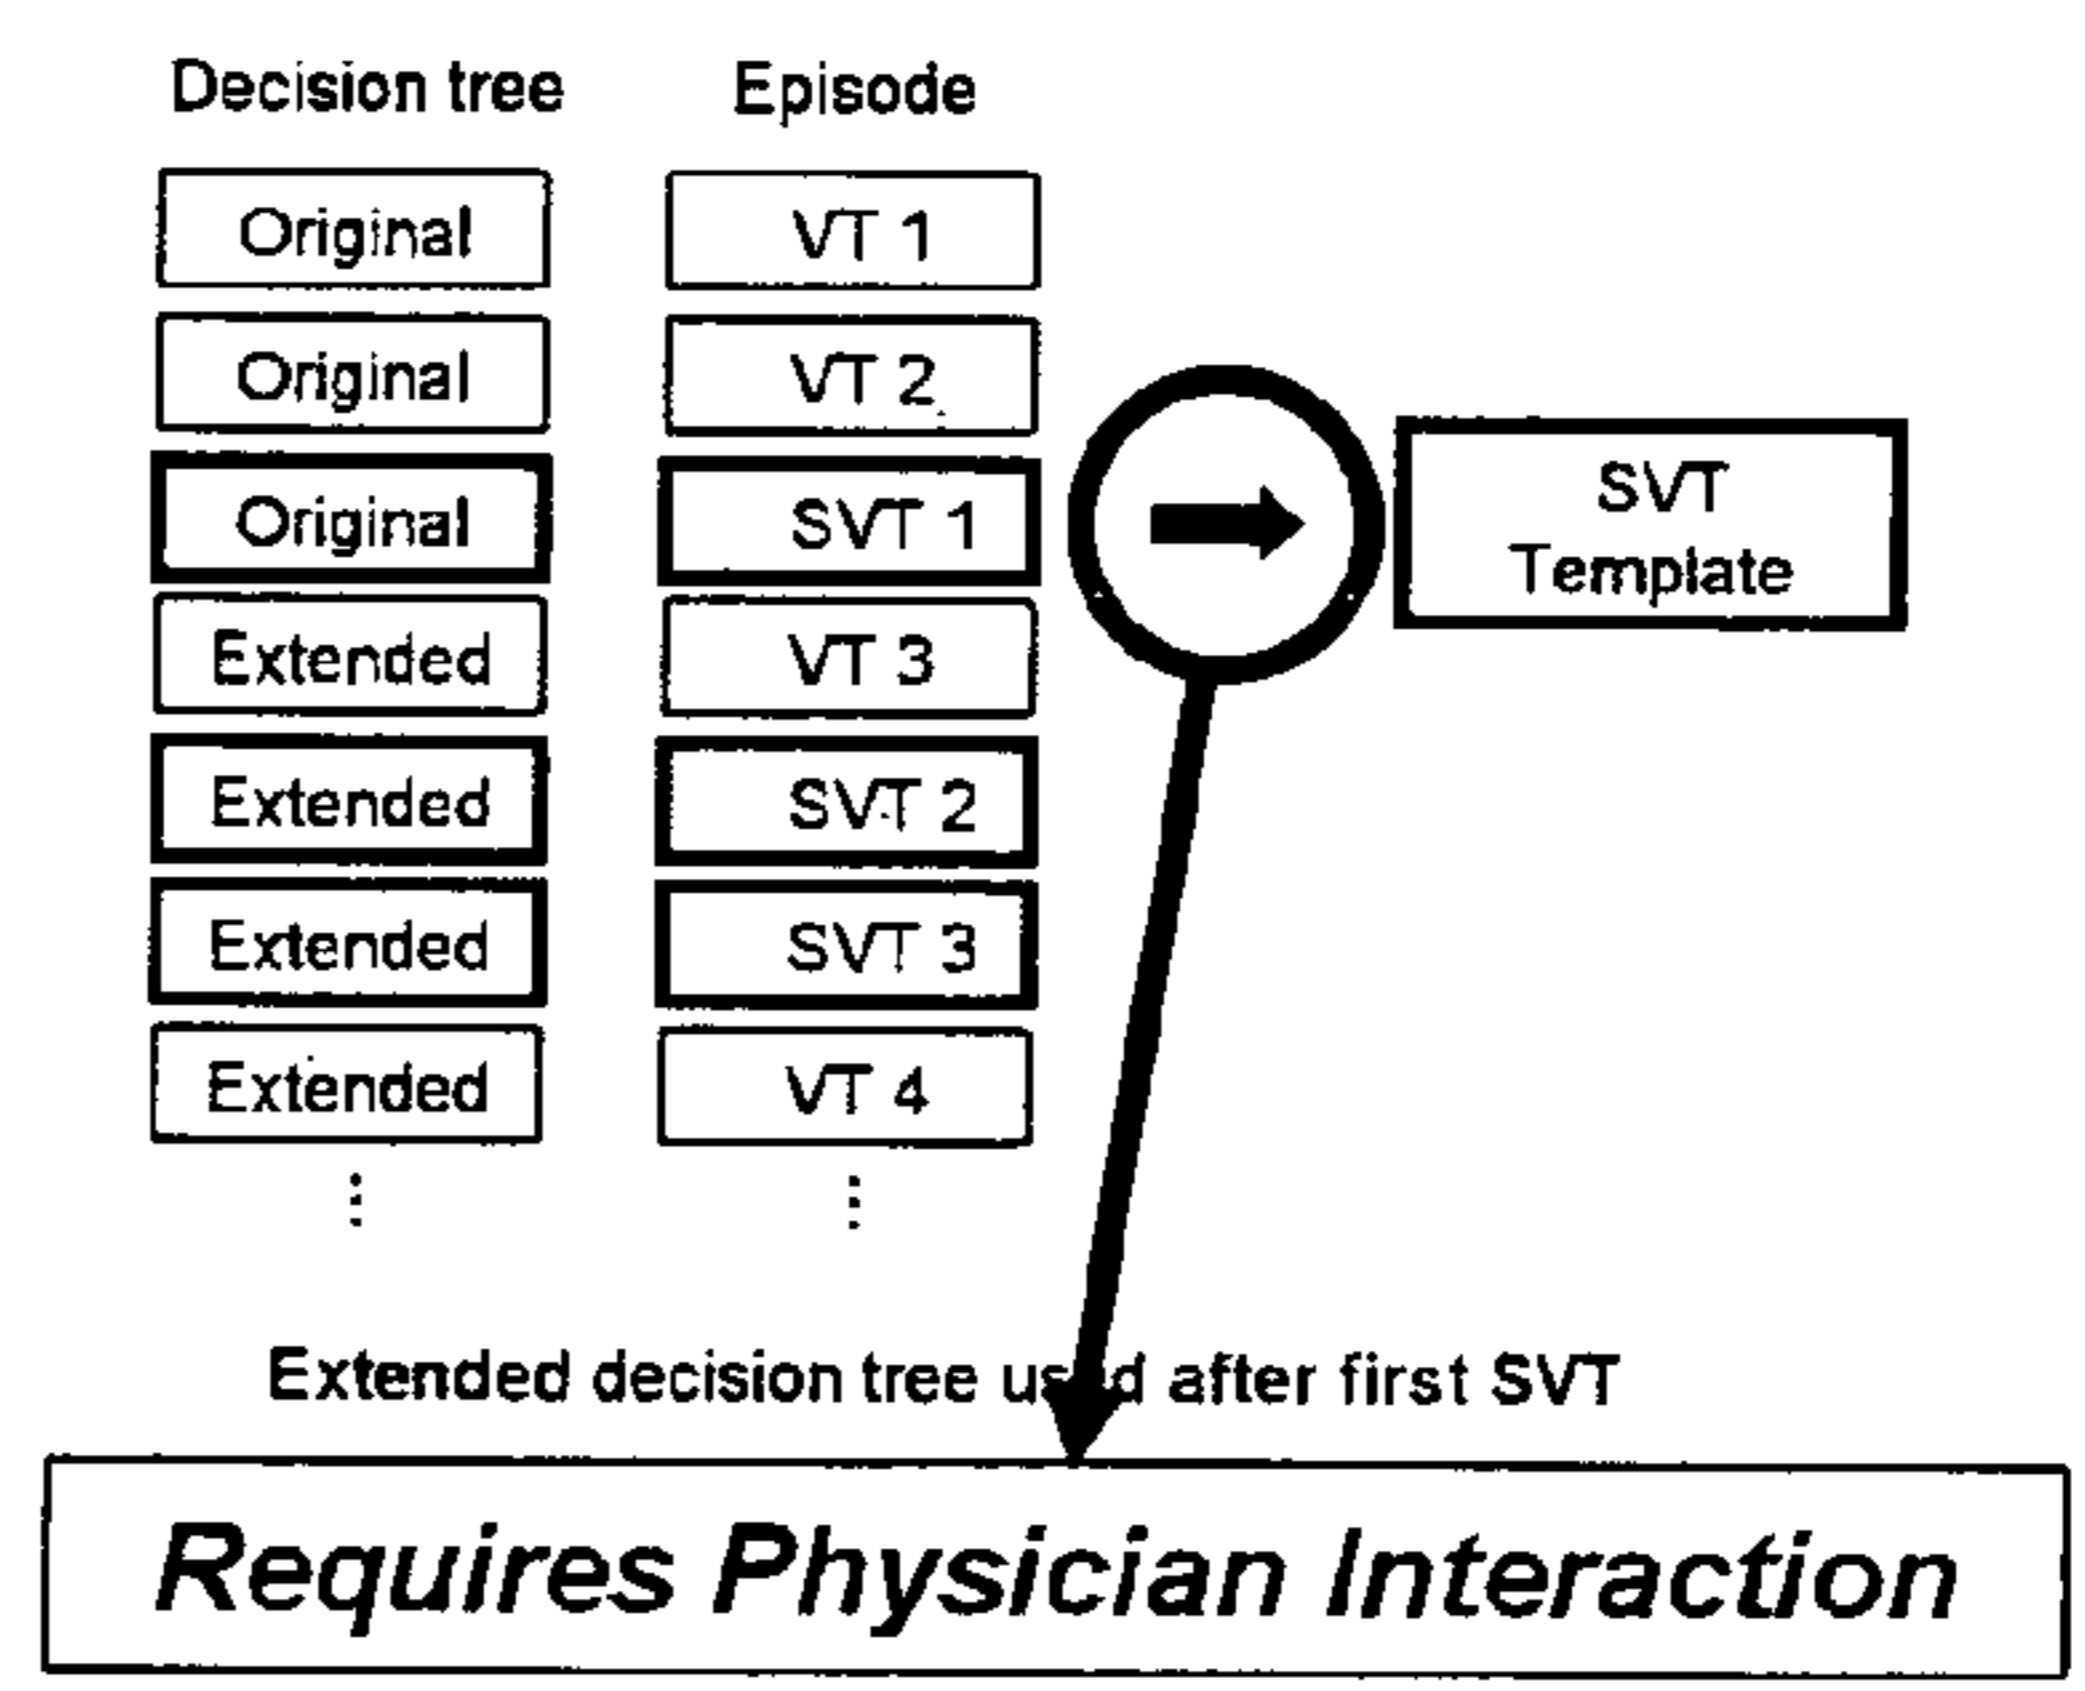 Decision tree Episode
Original VT 1
Original VT 2
Original SVT 1
SVT
Template
Extended VT 3
Extended SVT 2
Extended SVT 3
Extended VT 4
⋮ ⋮
Extended decision tree used after first SVT
Requires Physician Interaction